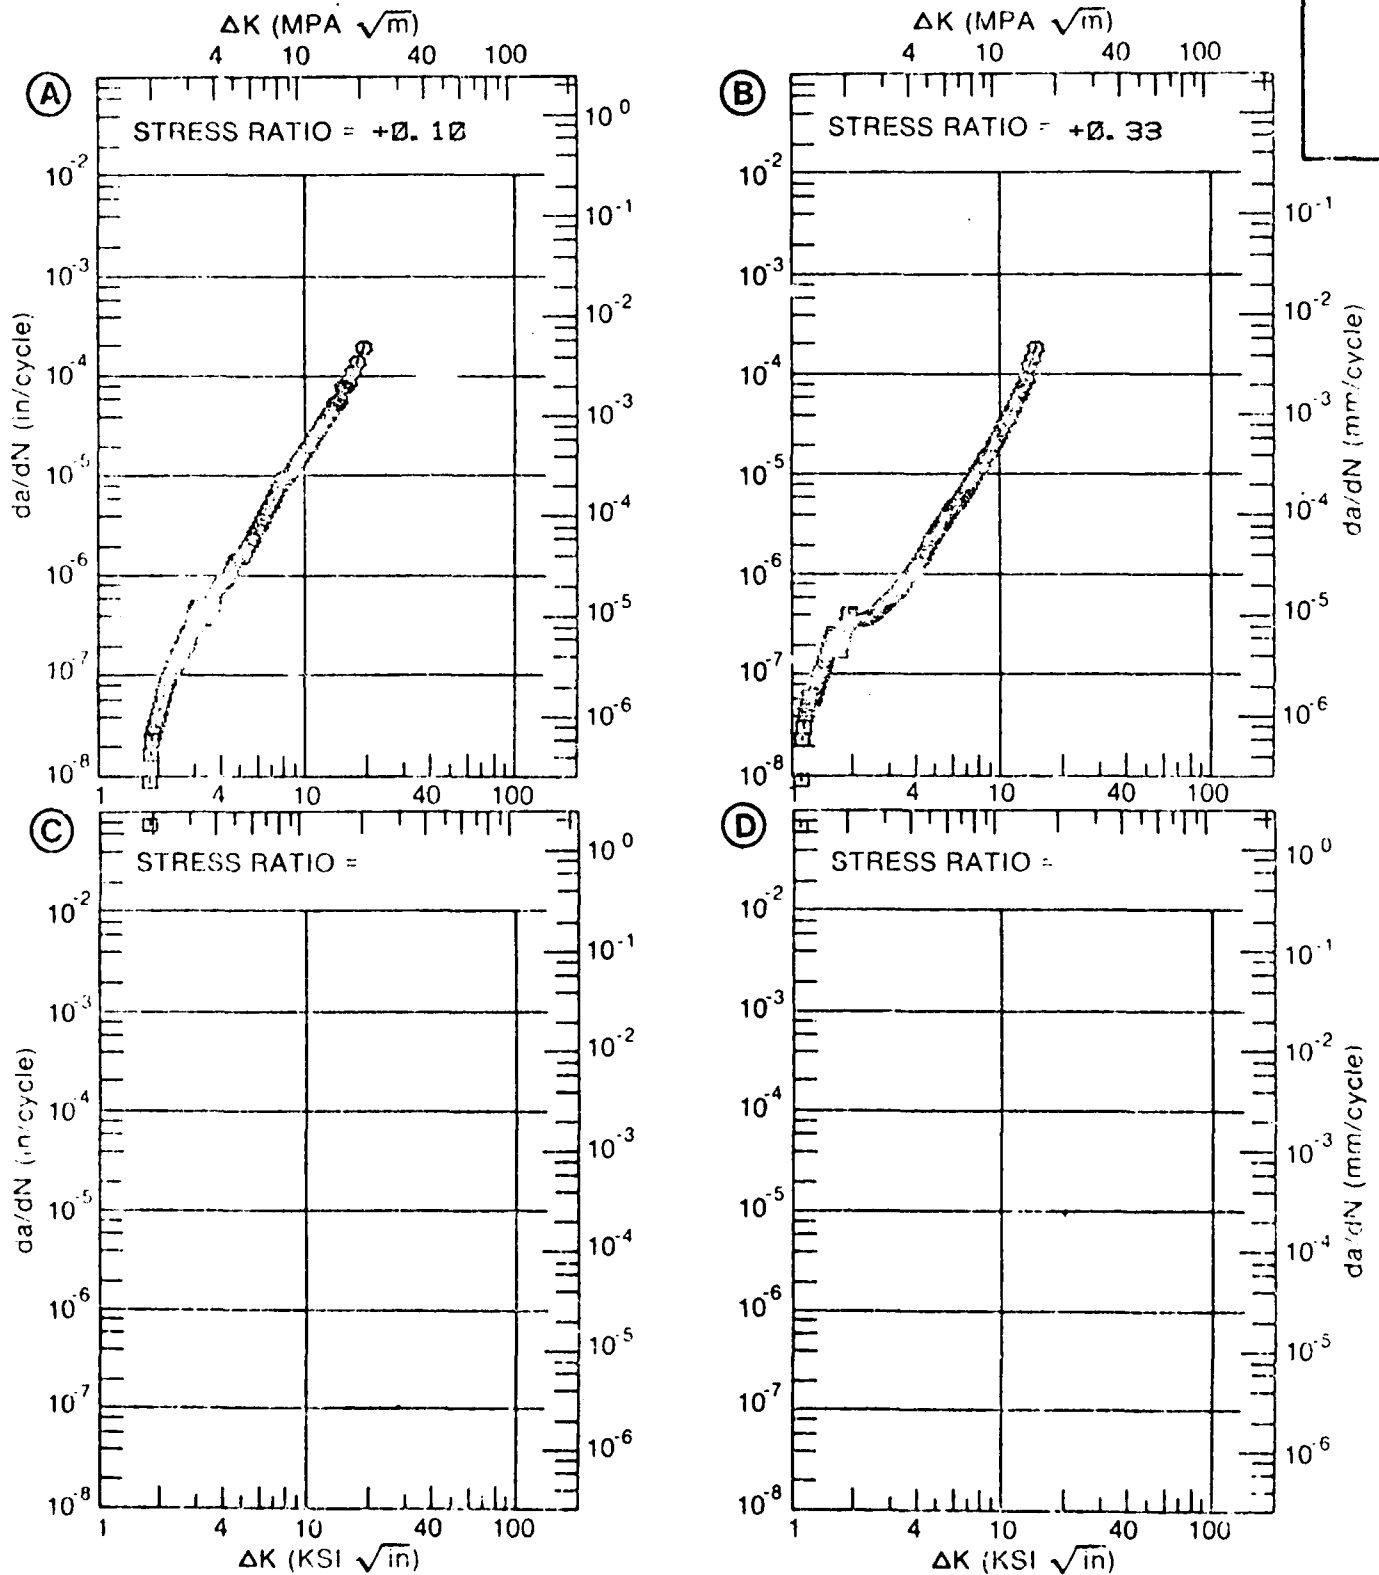 ΔK (MPA √m) ΔK (MPA √m)
4 10 40 100 4 10 40 100
A B
STRESS RATIO = +0.10 STRESS RATIO = +0.33
10^0
10^-2 10^-2
10^-1 10^-1
10^-3 10^-3
10^-2 10^-2
10^-4 10^-4
10^-3 10^-3
10^-5 10^-5
10^-4 10^-4
10^-6 10^-6
10^-5 10^-5
10^-7 10^-7
10^-6 10^-6
10^-8 10^-8
da/dN (in/cycle) da/dN (mm/cycle)
1 4 10 40 100 1 4 10 40 100
C D
STRESS RATIO = STRESS RATIO =
10^0 10^0
10^-2 10^-2
10^-1 10^-1
10^-3 10^-3
10^-2 10^-2
10^-4 10^-4
10^-3 10^-3
10^-5 10^-5
10^-4 10^-4
10^-6 10^-6
10^-5 10^-5
10^-7 10^-7
10^-6 10^-6
10^-8 10^-8
da/dN (in/cycle) da/dN (mm/cycle)
1 4 10 40 100 1 4 10 40 100
ΔK (KSI √in) ΔK (KSI √in)